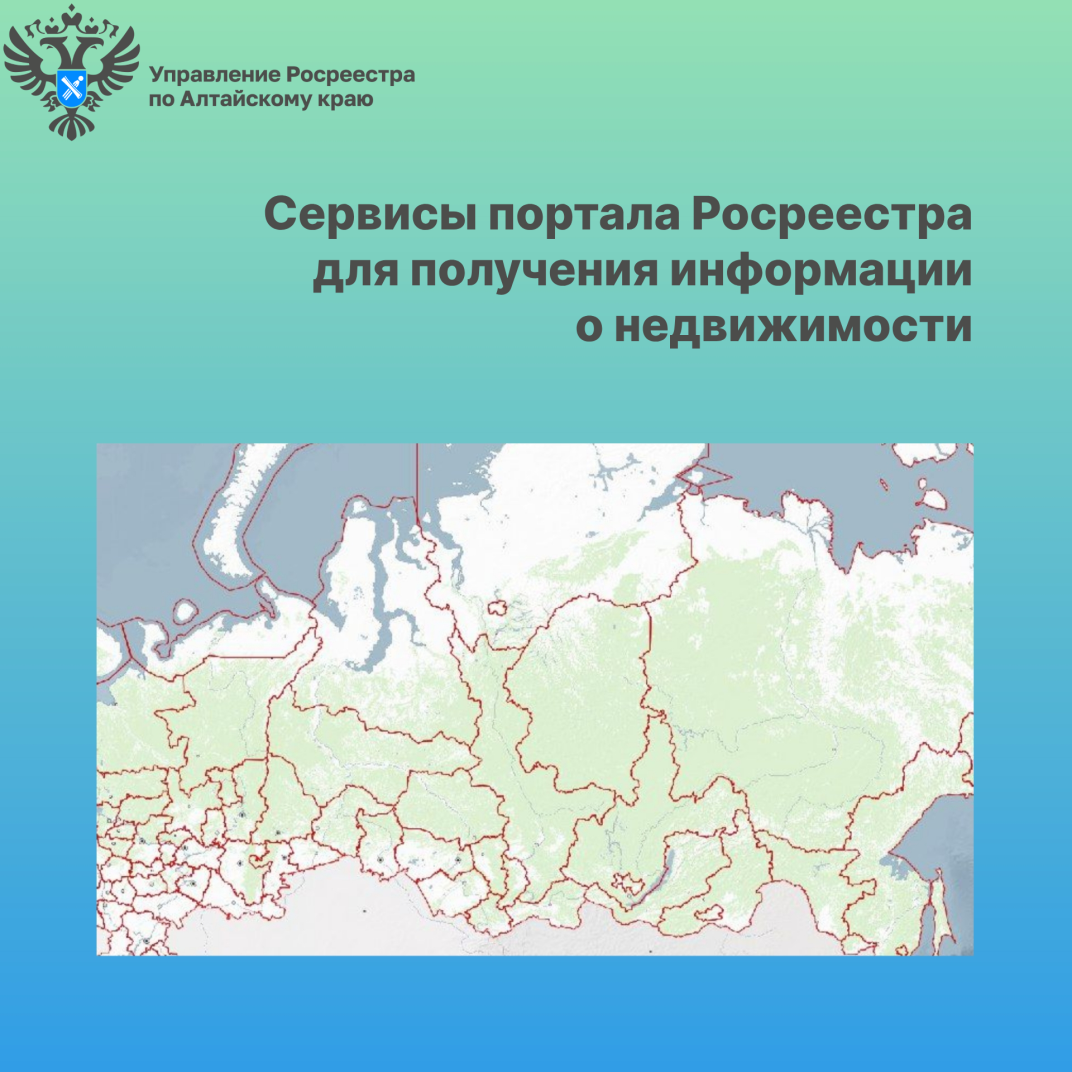 Управление Росреестра
по Алтайскому краю
Сервисы портала Росреестра
для получения информации
о недвижимости